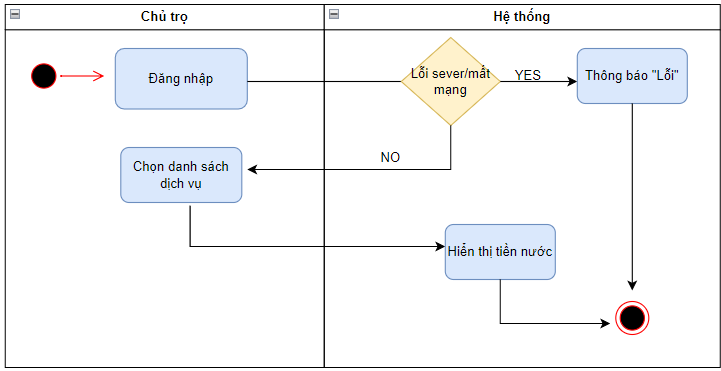 Chủ trọ
Hệ thống
Đăng nhập
Lỗi sever/mất
mạng
YES
Thông báo "Lỗi"
NO
Chọn danh sách
dịch vụ
Hiển thị tiền nước